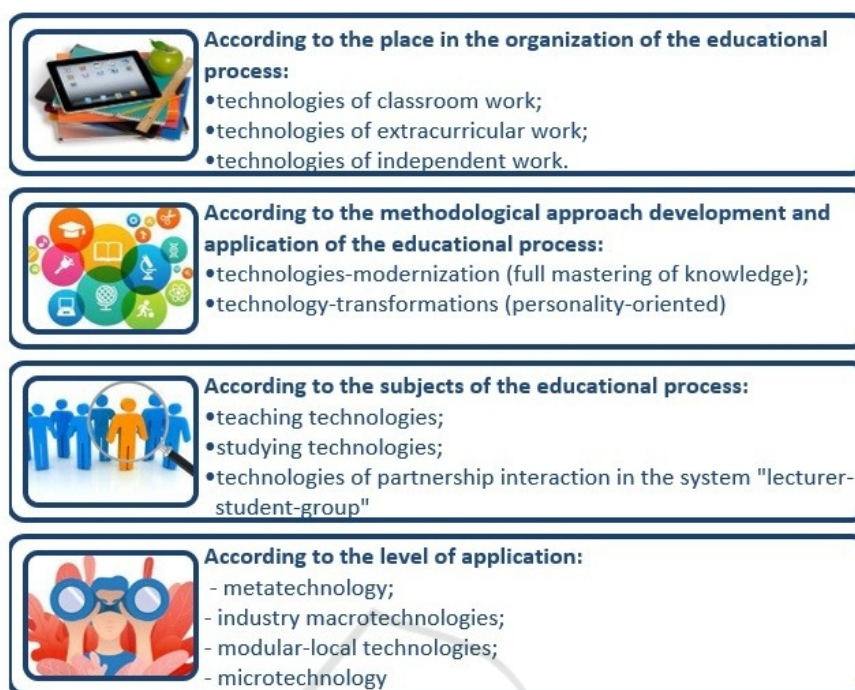 According to the place in the organization of the educational
process:
•technologies of classroom work;
•technologies of extracurricular work;
•technologies of independent work.
According to the methodological approach development and
application of the educational process:
•technologies-modernization (full mastering of knowledge);
•technology-transformations (personality-oriented)
According to the subjects of the educational process:
•teaching technologies;
•studying technologies;
•technologies of partnership interaction in the system "lecturer-
student-group"
According to the level of application:
- metatechnology;
- industry macrotechnologies;
- modular-local technologies;
- microtechnology